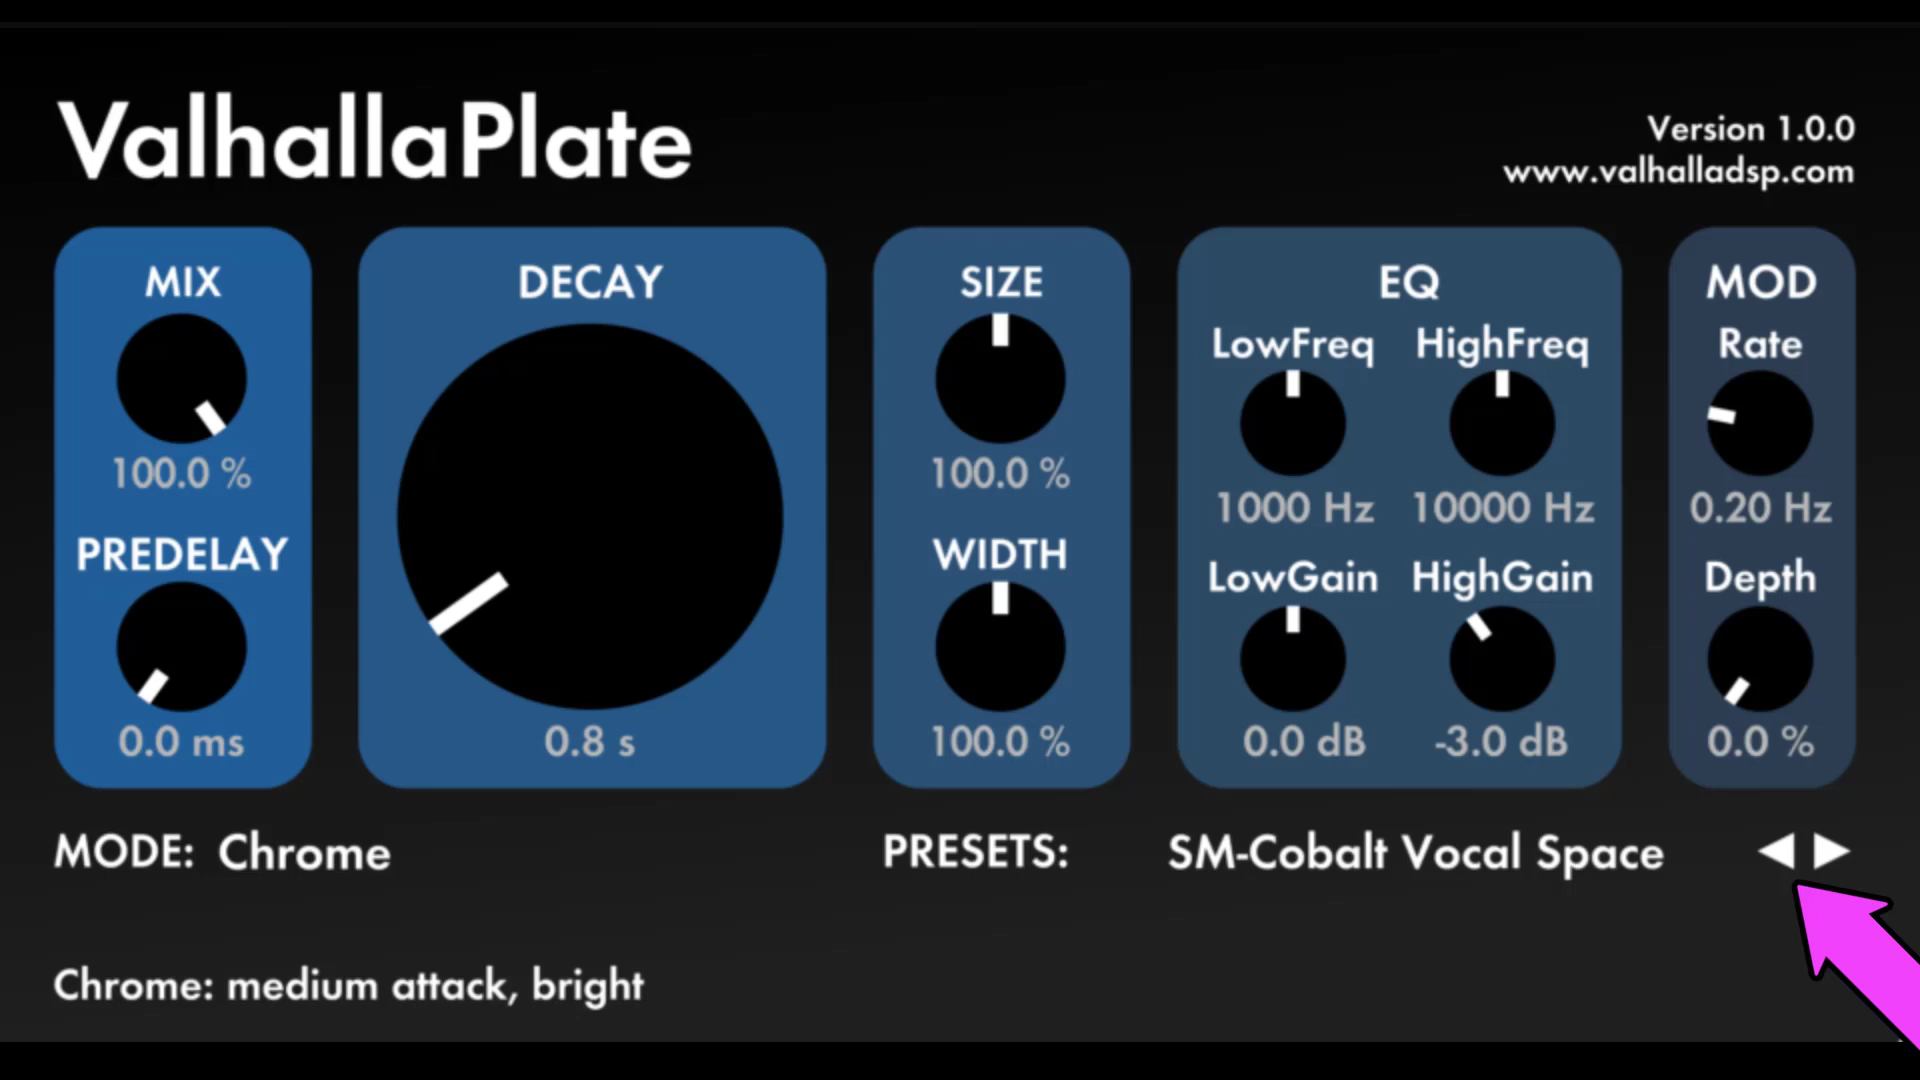 ValhallaPlate
Version 1.0.0
www.valhalladsp.com
MIX
100.0 %
PREDELAY
0.0 ms
DECAY
0.8 s
SIZE
100.0 %
WIDTH
100.0 %
EQ
LowFreq HighFreq
1000 Hz 10000 Hz
LowGain HighGain
0.0 dB -3.0 dB
MOD
Rate
0.20 Hz
Depth
0.0 %
MODE: Chrome
PRESETS: SM-Cobalt Vocal Space
Chrome: medium attack, bright